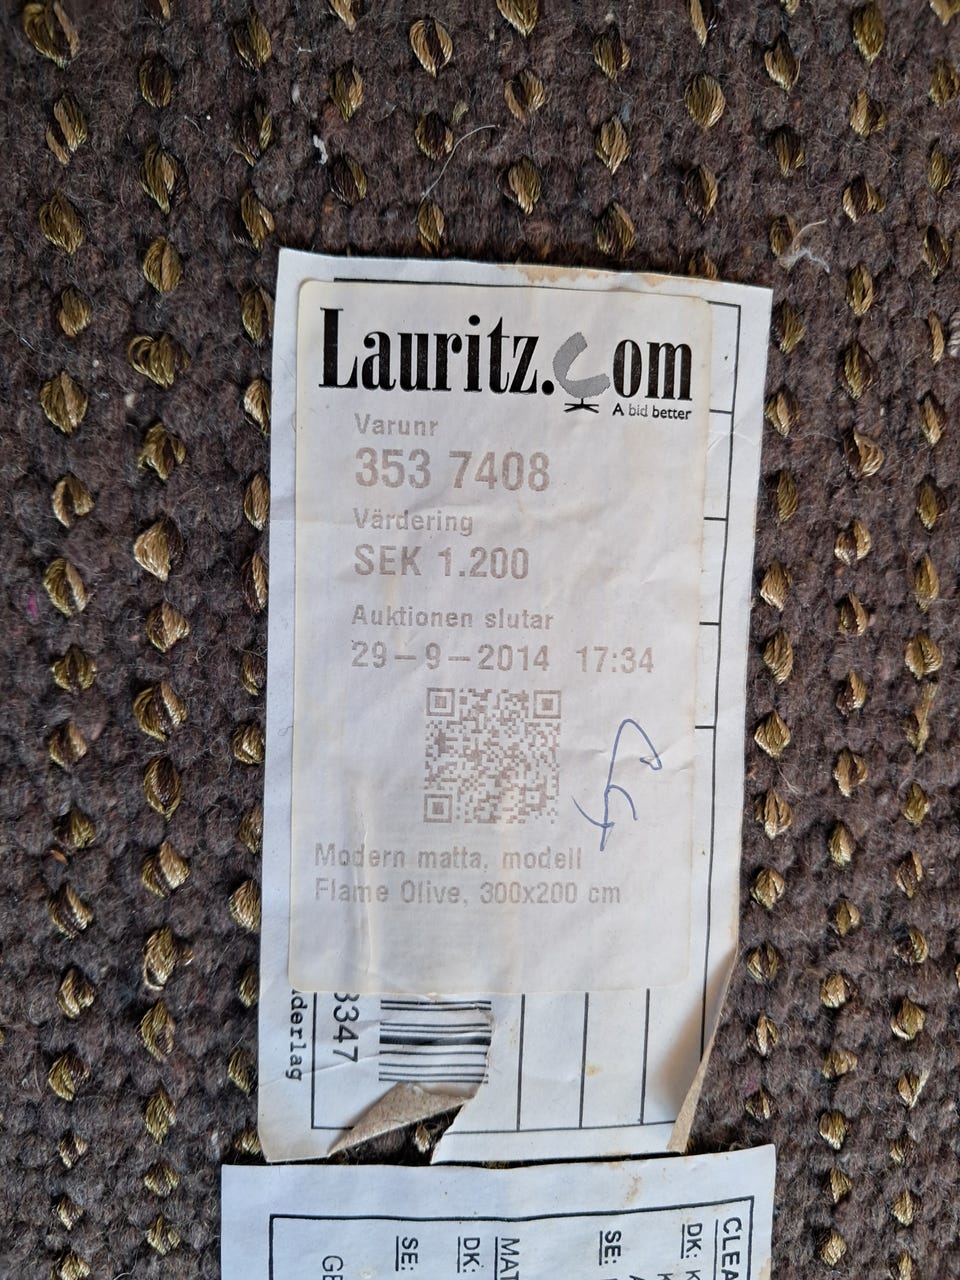 Lauritz.Com
A bid better
Varunr
353 7408
Värdering
SEK 1.200
Auktionen slutar
29-9-2014 17:34
Modern matta, modell
Flame Olive, 300x200 cm
3347
derlag
CLEA
DK: K
SE:
MAT
DK:
SE:
GE